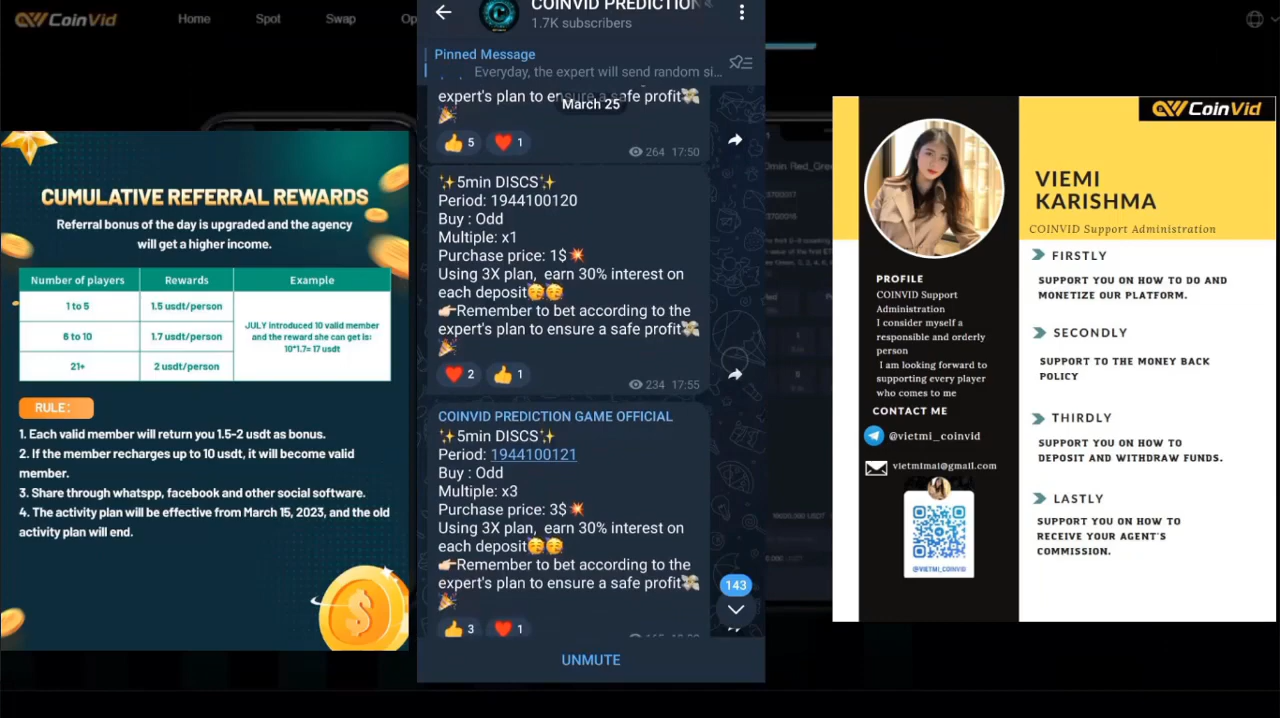 CoinVid
Home Spot Swap Op
CUMULATIVE REFERRAL REWARDS
Referral bonus of the day is upgraded and the agency
will get a higher income.
Number of players Rewards Example
1 to 5 1.5 usdt/person
6 to 10 1.7 usdt/person
21+ 2 usdt/person
JULY introduced 10 valid member
and the reward she can get is:
10*1.7= 17 usdt
RULE:
1. Each valid member will return you 1.5-2 usdt as bonus.
2. If the member recharges up to 10 usdt, it will become valid
member.
3. Share through whatspp, facebook and other social software.
4. The activity plan will be effective from March 15, 2023, and the old
activity plan will end.
COINVID PREDICTION
1.7K subscribers
Pinned Message
Everyday, the expert will send random si...
expert's plan to ensure a safe profit💸
🎉
March 25
👍 5 ❤️ 1
264 17:50
✨5min DISCS✨
Period: 1944100120
Buy : Odd
Multiple: x1
Purchase price: 1$💥
Using 3X plan, earn 30% interest on
each deposit🥳🥳
👉Remember to bet according to the
expert's plan to ensure a safe profit💸
🎉
❤️ 2 👍 1
234 17:55
COINVID PREDICTION GAME OFFICIAL
✨5min DISCS✨
Period: 1944100121
Buy : Odd
Multiple: x3
Purchase price: 3$💥
Using 3X plan, earn 30% interest on
each deposit🥳🥳
👉Remember to bet according to the
expert's plan to ensure a safe profit💸
🎉
👍 3 ❤️ 1
143
UNMUTE
CoinVid
VIEMI
KARISHMA
COINVID Support Administration
PROFILE
COINVID Support
Administration
I consider myself a
responsible and orderly
person
I am looking forward to
supporting every player
who comes to me
CONTACT ME
@vietmi_coinvid
vietmimai@gmail.com
@VIETMI_COINVID
FIRSTLY
SUPPORT YOU ON HOW TO DO AND
MONETIZE OUR PLATFORM.
SECONDLY
SUPPORT TO THE MONEY BACK
POLICY
THIRDLY
SUPPORT YOU ON HOW TO
DEPOSIT AND WITHDRAW FUNDS.
LASTLY
SUPPORT YOU ON HOW TO
RECEIVE YOUR AGENT'S
COMMISSION.